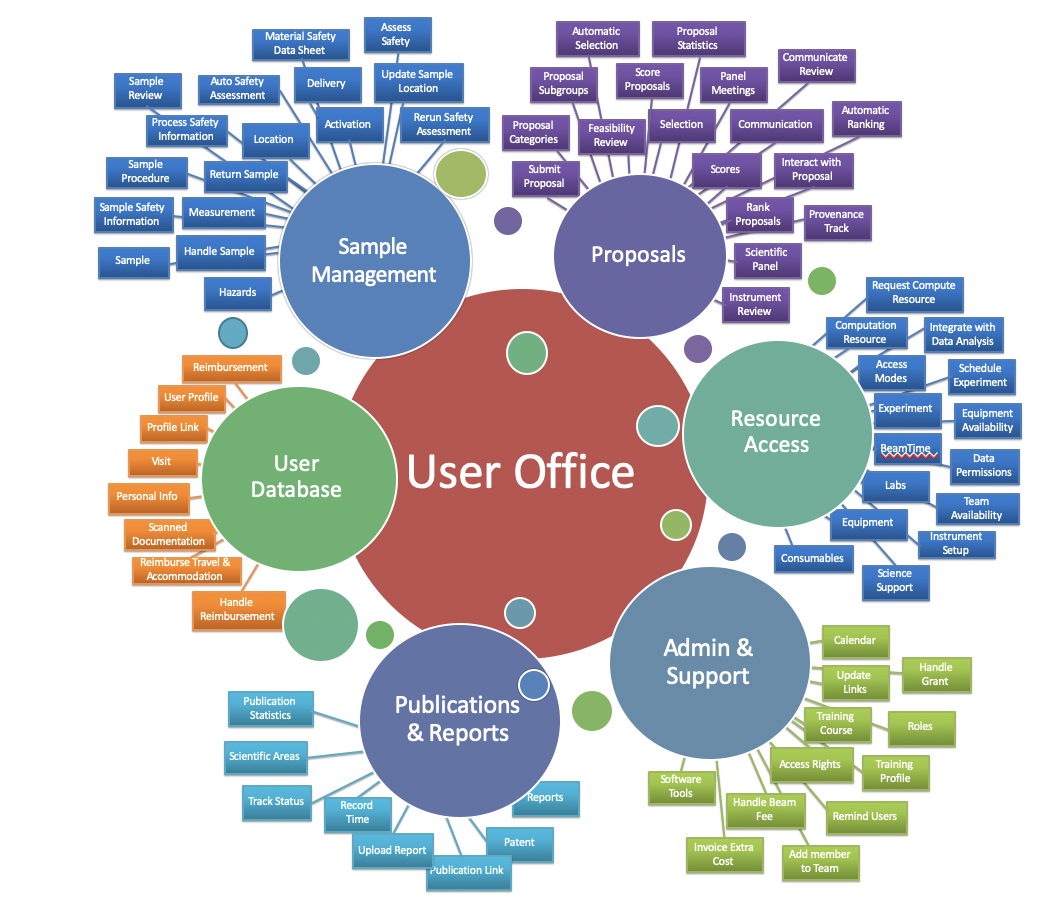 Assess
Safety
Material Safety
Data Sheet
Sample
Review
Auto Safety
Assessment
Delivery
Update Sample
Location
Process Safety
Information
Location
Activation
Rerun Safety
Assessment
Sample
Procedure
Return Sample
Sample Safety
Information
Measurement
Sample
Handle Sample
Hazards
Sample
Management
Automatic
Selection
Proposal
Statistics
Communicate
Review
Proposal
Subgroups
Score
Proposals
Panel
Meetings
Automatic
Ranking
Proposal
Categories
Feasibility
Review
Selection
Communication
Submit
Proposal
Scores
Interact with
Proposal
Rank
Proposals
Provenance
Track
Scientific
Panel
Instrument
Review
Proposals
Request Compute
Resource
Computation
Resource
Integrate with
Data Analysis
Access
Modes
Schedule
Experiment
Experiment
Equipment
Availability
BeamTime
Data
Permissions
Labs
Team
Availability
Equipment
Instrument
Setup
Consumables
Science
Support
Resource
Access
Reimbursement
User Profile
Profile Link
Visit
Personal Info
Scanned
Documentation
Reimburse Travel &
Accommodation
Handle
Reimbursement
User
Database
User Office
Calendar
Update
Links
Handle
Grant
Training
Course
Roles
Access Rights
Training
Profile
Software
Tools
Handle Beam
Fee
Remind Users
Invoice Extra
Cost
Add member
to Team
Admin &
Support
Publication
Statistics
Scientific Areas
Track Status
Record
Time
Reports
Upload Report
Patent
Publication Link
Publications
& Reports